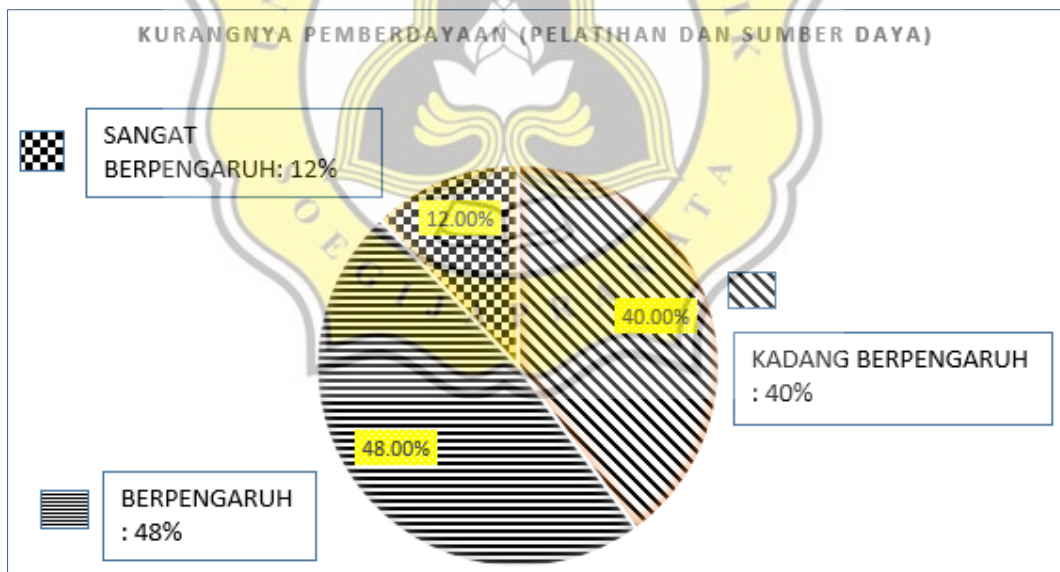 KURANGNYA PEMBERDAYAAN (PELATIHAN DAN SUMBER DAYA)
SANGAT
BERPENGARUH: 12%
12.00%
40.00%
KADANG BERPENGARUH
: 40%
48.00%
BERPENGARUH
: 48%
SOEGIJAPRANATA